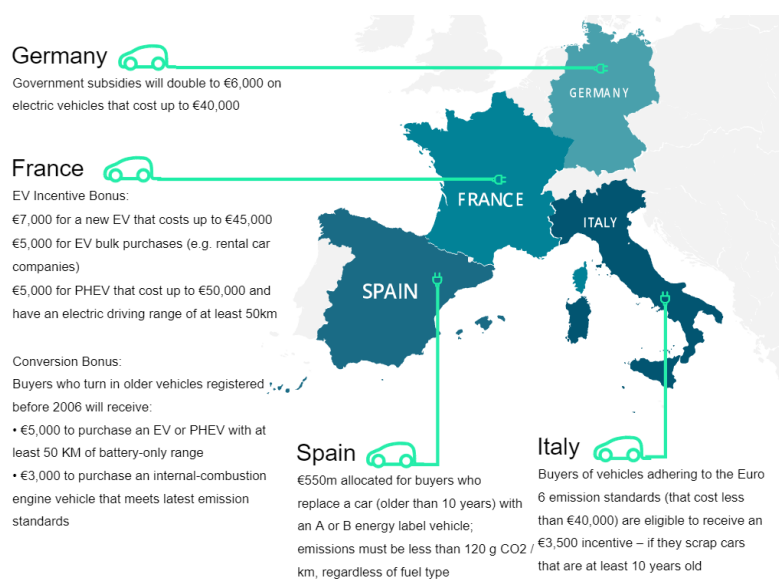 Germany
Government subsidies will double to €6,000 on
electric vehicles that cost up to €40,000
France
EV Incentive Bonus:
€7,000 for a new EV that costs up to €45,000
€5,000 for EV bulk purchases (e.g. rental car
companies)
€5,000 for PHEV that cost up to €50,000 and
have an electric driving range of at least 50km
Conversion Bonus:
Buyers who turn in older vehicles registered
before 2006 will receive:
• €5,000 to purchase an EV or PHEV with at
least 50 KM of battery-only range
• €3,000 to purchase an internal-combustion
engine vehicle that meets latest emission
standards
GERMANY
FRANCE
ITALY
SPAIN
Spain
€550m allocated for buyers who
replace a car (older than 10 years) with
an A or B energy label vehicle;
emissions must be less than 120 g CO2 /
km, regardless of fuel type
Italy
Buyers of vehicles adhering to the Euro
6 emission standards (that cost less
than €40,000) are eligible to receive an
€3,500 incentive – if they scrap cars
that are at least 10 years old